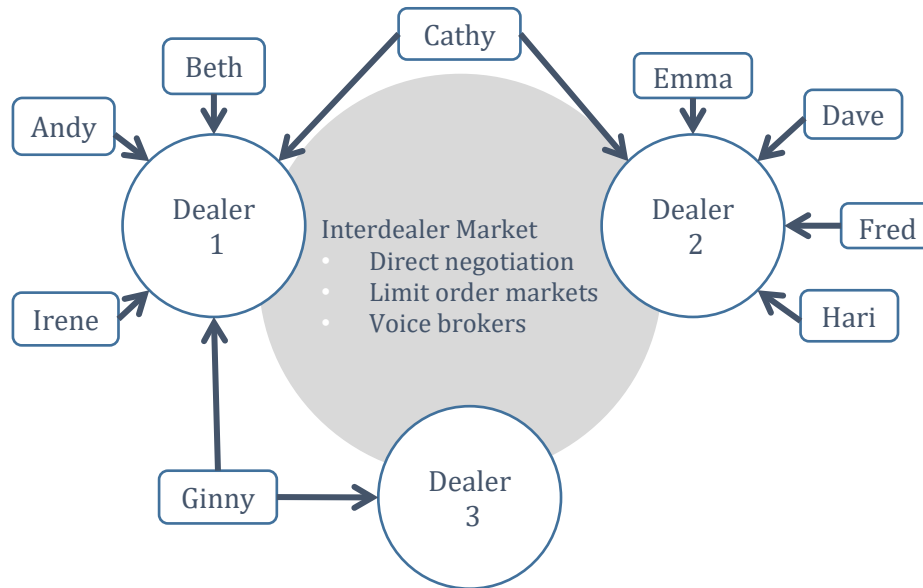 Cathy
Beth
Emma
Andy
Dave
Dealer
1
Dealer
2
Fred
Interdealer Market
• Direct negotiation
• Limit order markets
• Voice brokers
Irene
Hari
Ginny
Dealer
3